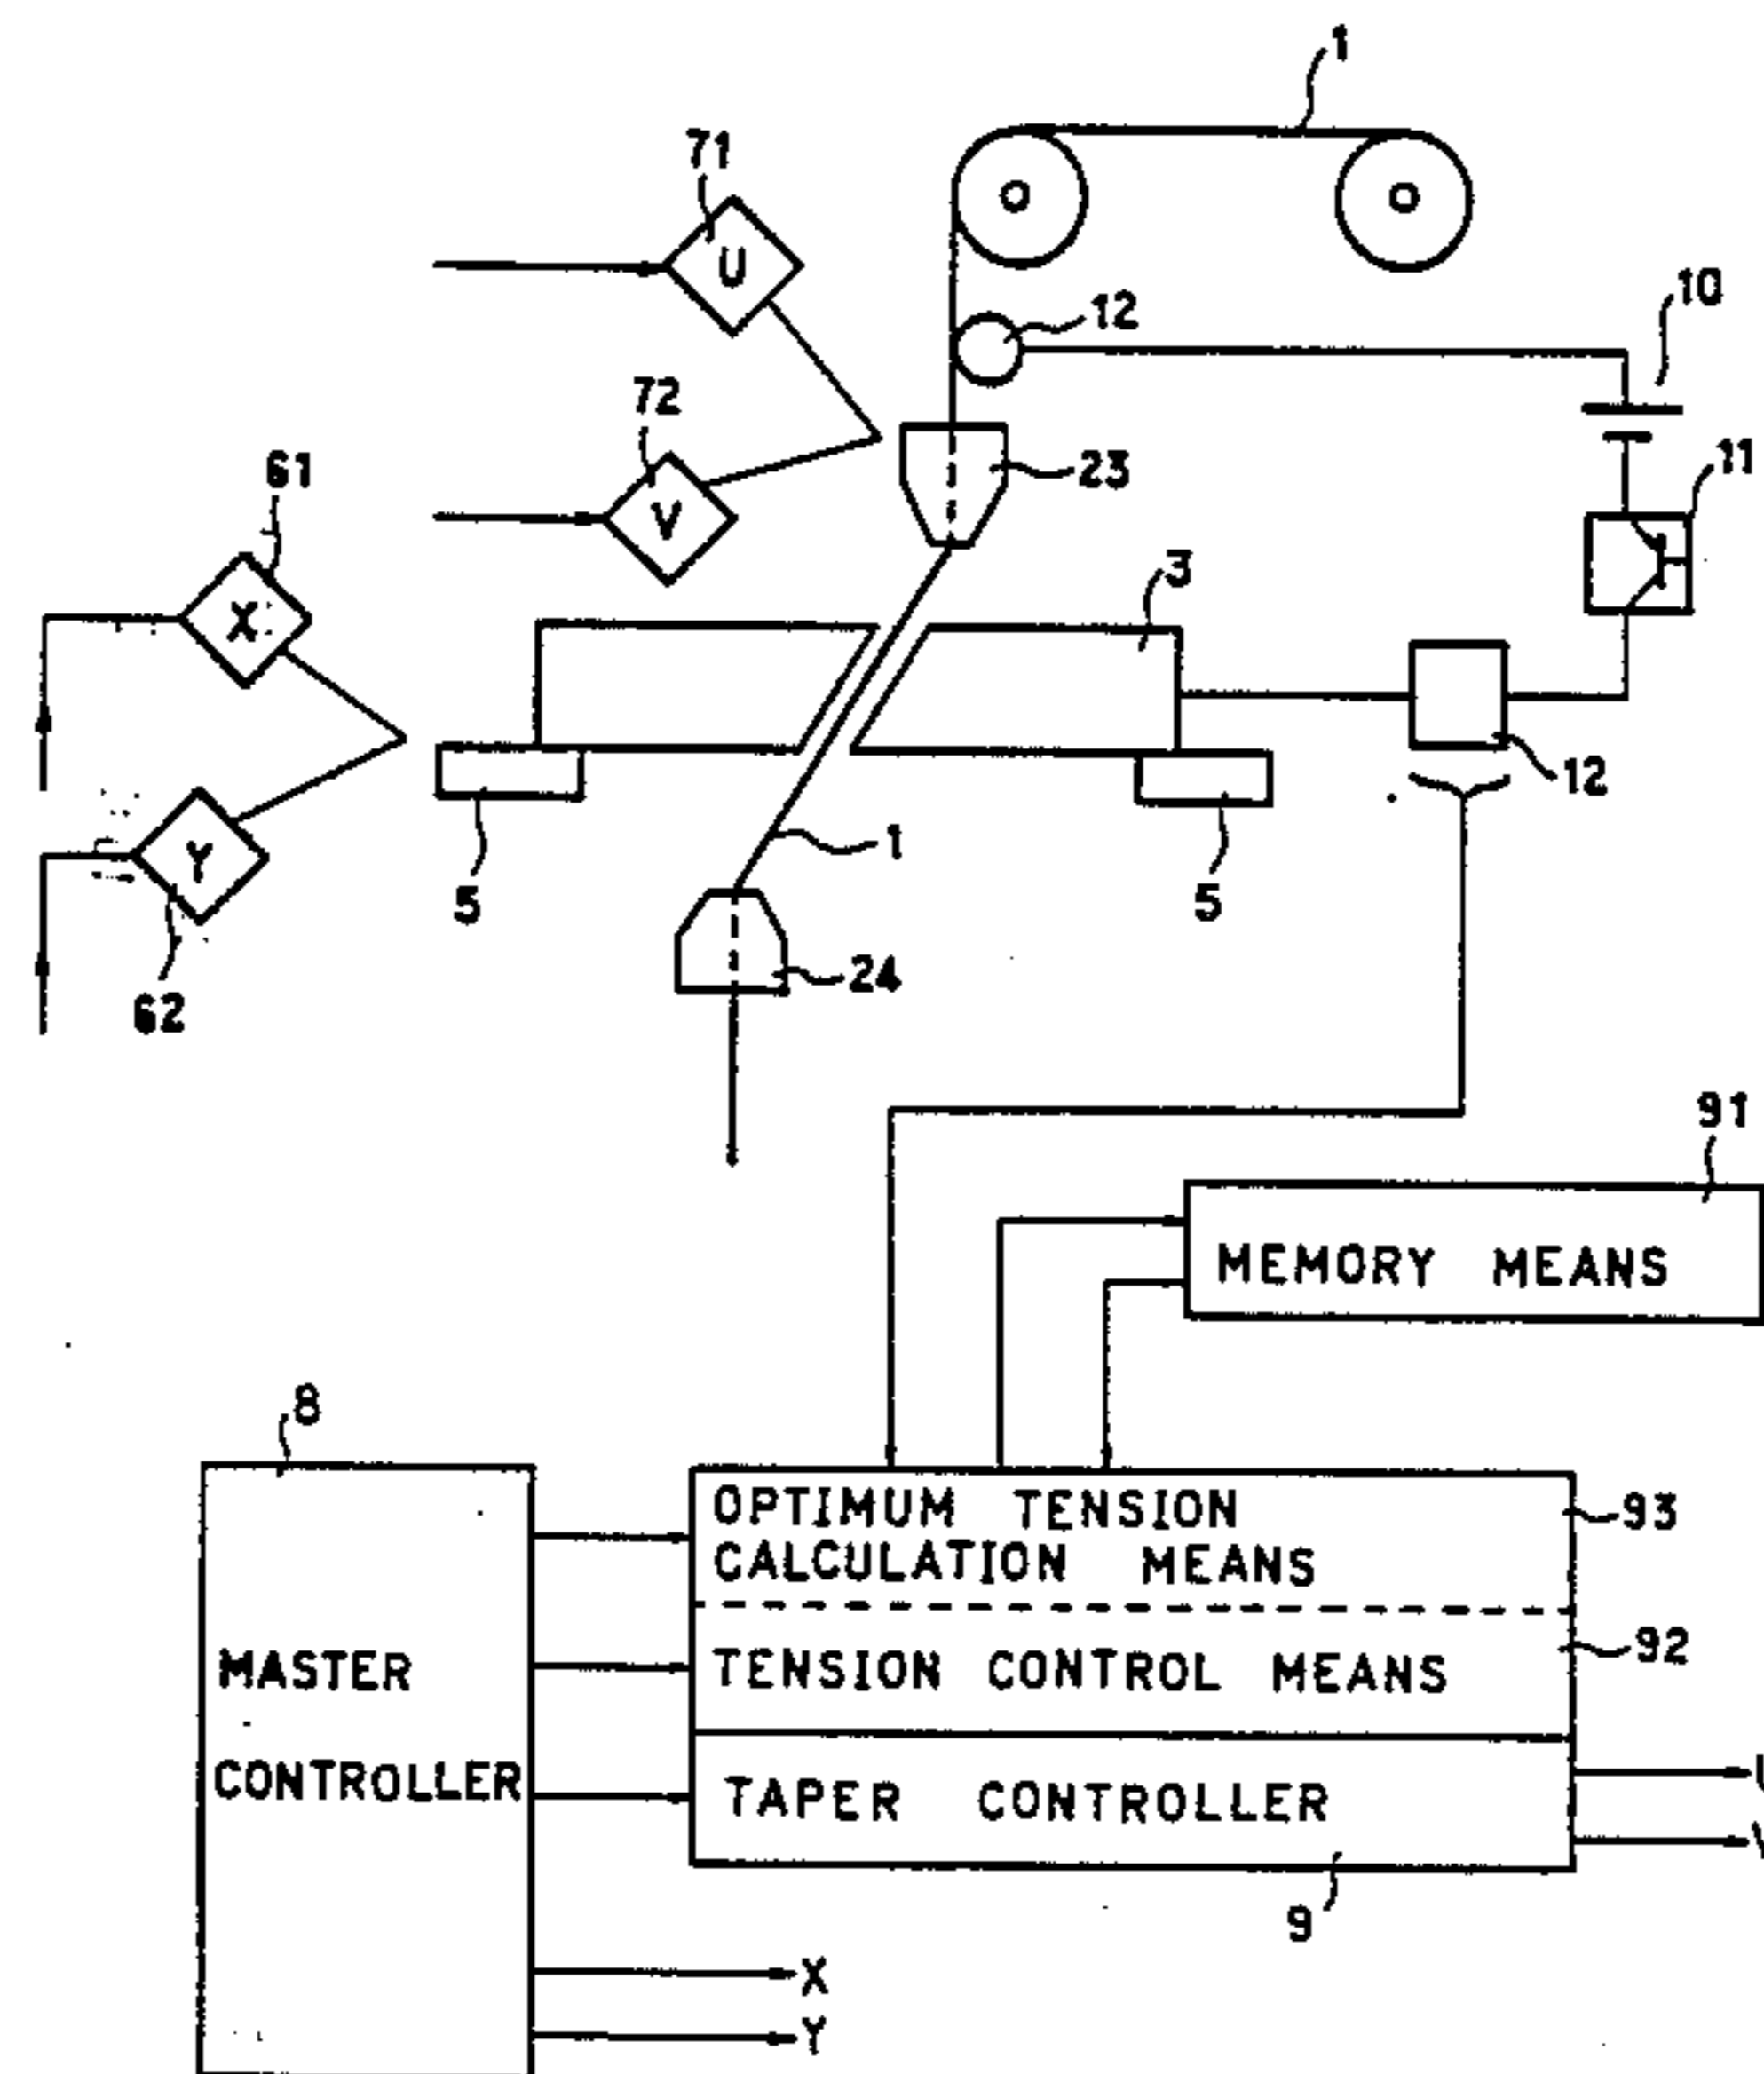 1
71
U
12
10
72
23
11
61
V
3
X
12
Y
1
5
5
24
62
91
MEMORY MEANS
8
OPTIMUM TENSION
93
CALCULATION MEANS
92
MASTER
TENSION CONTROL MEANS
CONTROLLER
TAPER CONTROLLER
U
V
9
X
Y